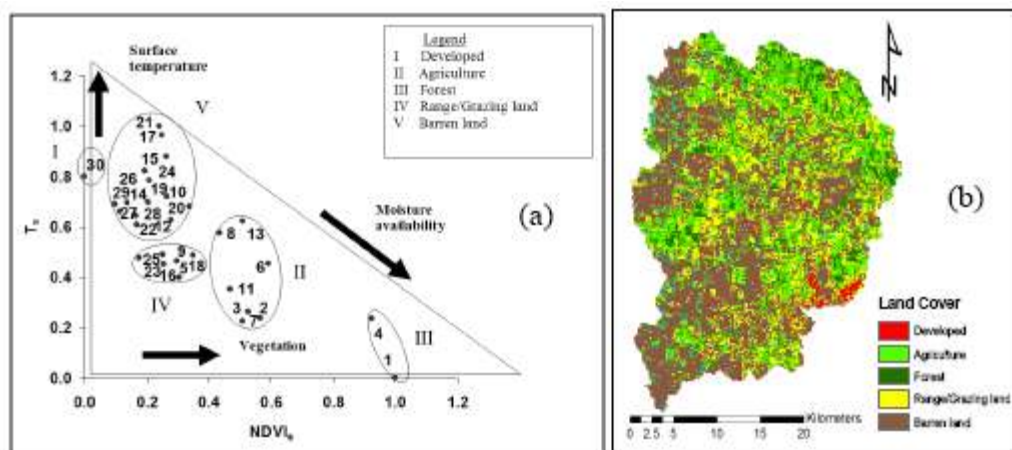 (a)
Surface
temperature
Legend
I Developed
II Agriculture
III Forest
IV Range/Grazing land
V Barren land
1.2
1.0
0.8
0.6
0.4
0.2
0.0
I
V
21
17
30
15
24
26
29
14
19
10
27
28
20
22
12
8
13
Moisture
availability
II
6
25
9
23
16
5
18
IV
11
3
2
7
III
4
1
Vegetation
0.0 0.2 0.4 0.6 0.8 1.0 1.2
NDVI
T
(b)
N
Land Cover
Developed
Agriculture
Forest
Range/Grazing land
Barren land
Kilometers
0 2.5 5 10 15 20